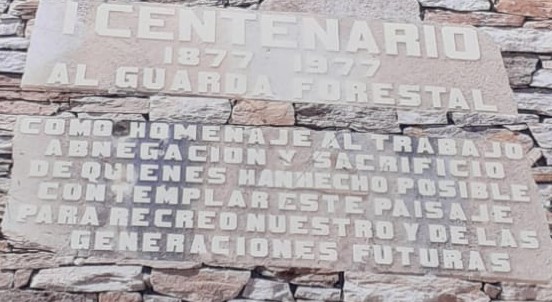 I CENTENARIO
1877 1977
AL GUARDA FORESTAL
COMO HOMENAJE AL TRABAJO
ABNEGACION Y SACRIFICIO
DE QUIENES HAN HECHO POSIBLE
CONTEMPLAR ESTE PAISAJE
PARA RECREO NUESTRO Y DE LAS
GENERACIONES FUTURAS